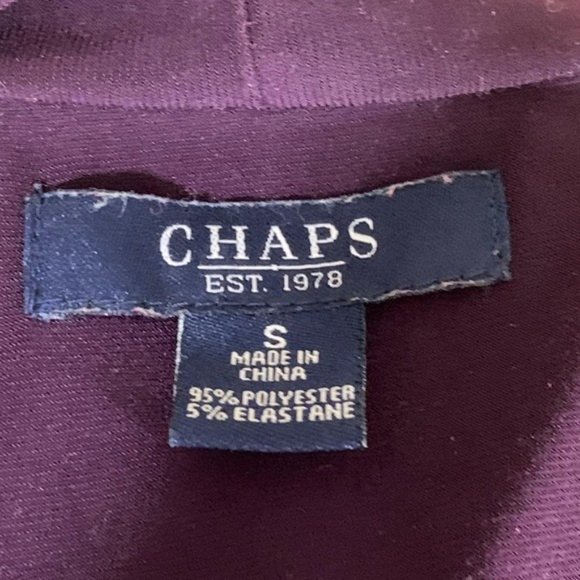 CHAPS
EST. 1978
S
MADE IN
CHINA
95% POLYESTER
5% ELASTANE